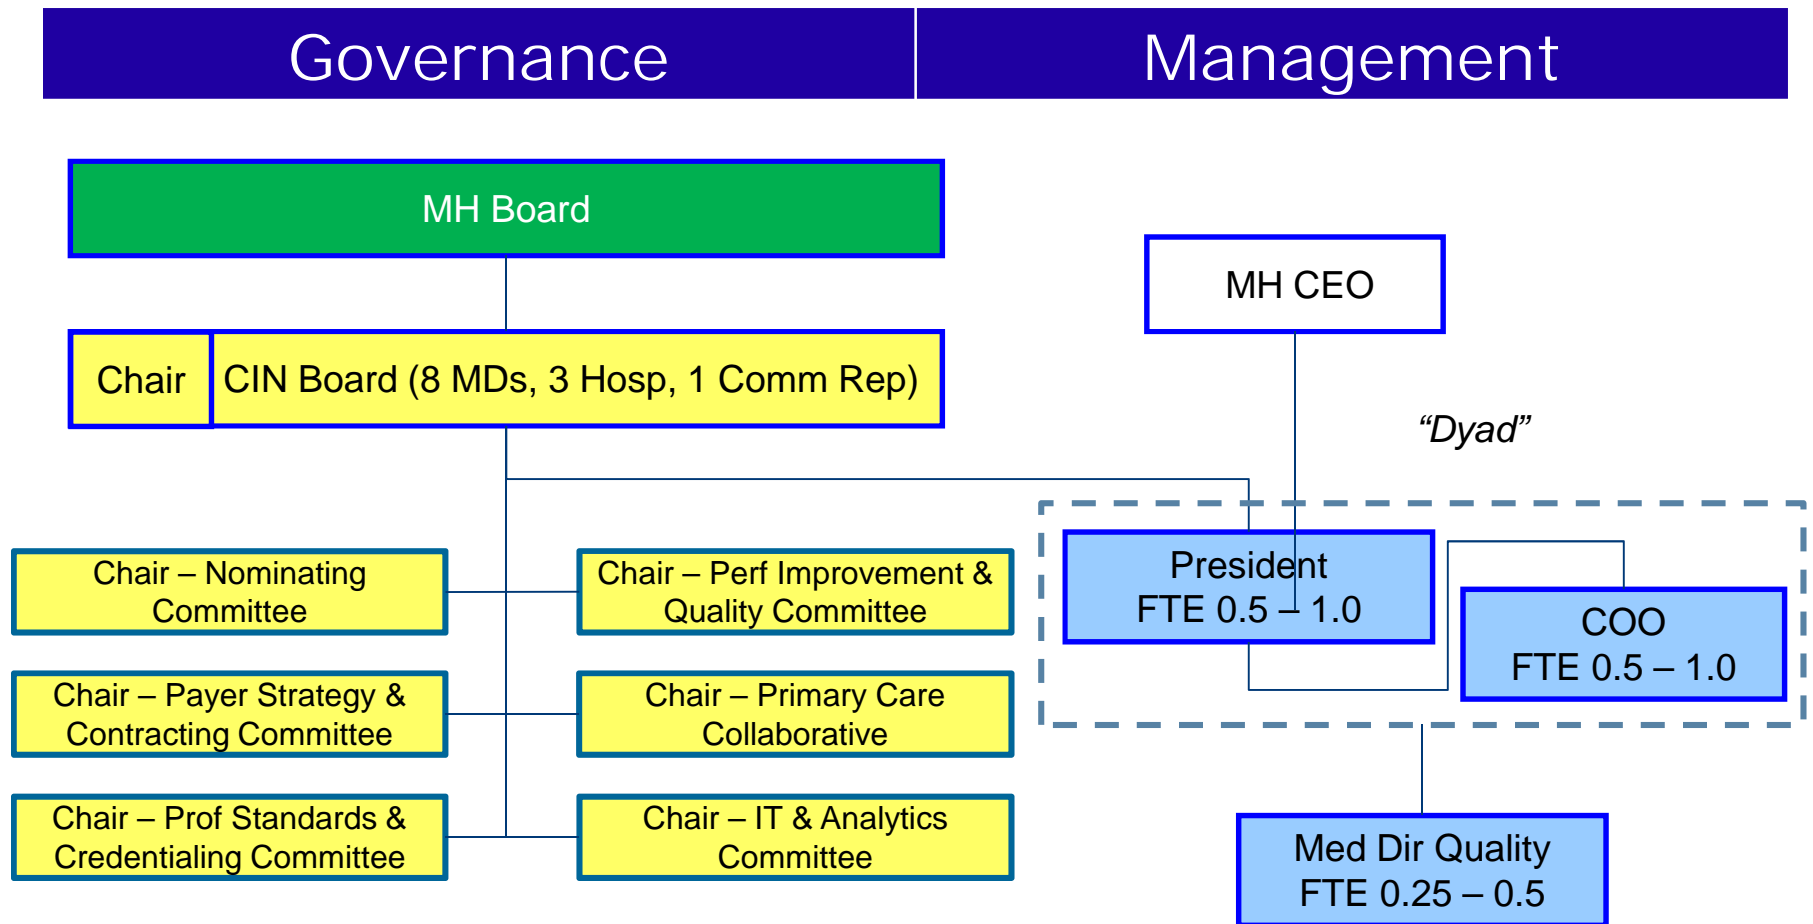 Governance
Management
MH Board
MH CEO
Chair
CIN Board (8 MDs, 3 Hosp, 1 Comm Rep)
“Dyad”
Chair – Nominating
Committee
Chair – Perf Improvement &
Quality Committee
President
FTE 0.5 – 1.0
COO
FTE 0.5 – 1.0
Chair – Payer Strategy &
Contracting Committee
Chair – Primary Care
Collaborative
Chair – Prof Standards &
Credentialing Committee
Chair – IT & Analytics
Committee
Med Dir Quality
FTE 0.25 – 0.5